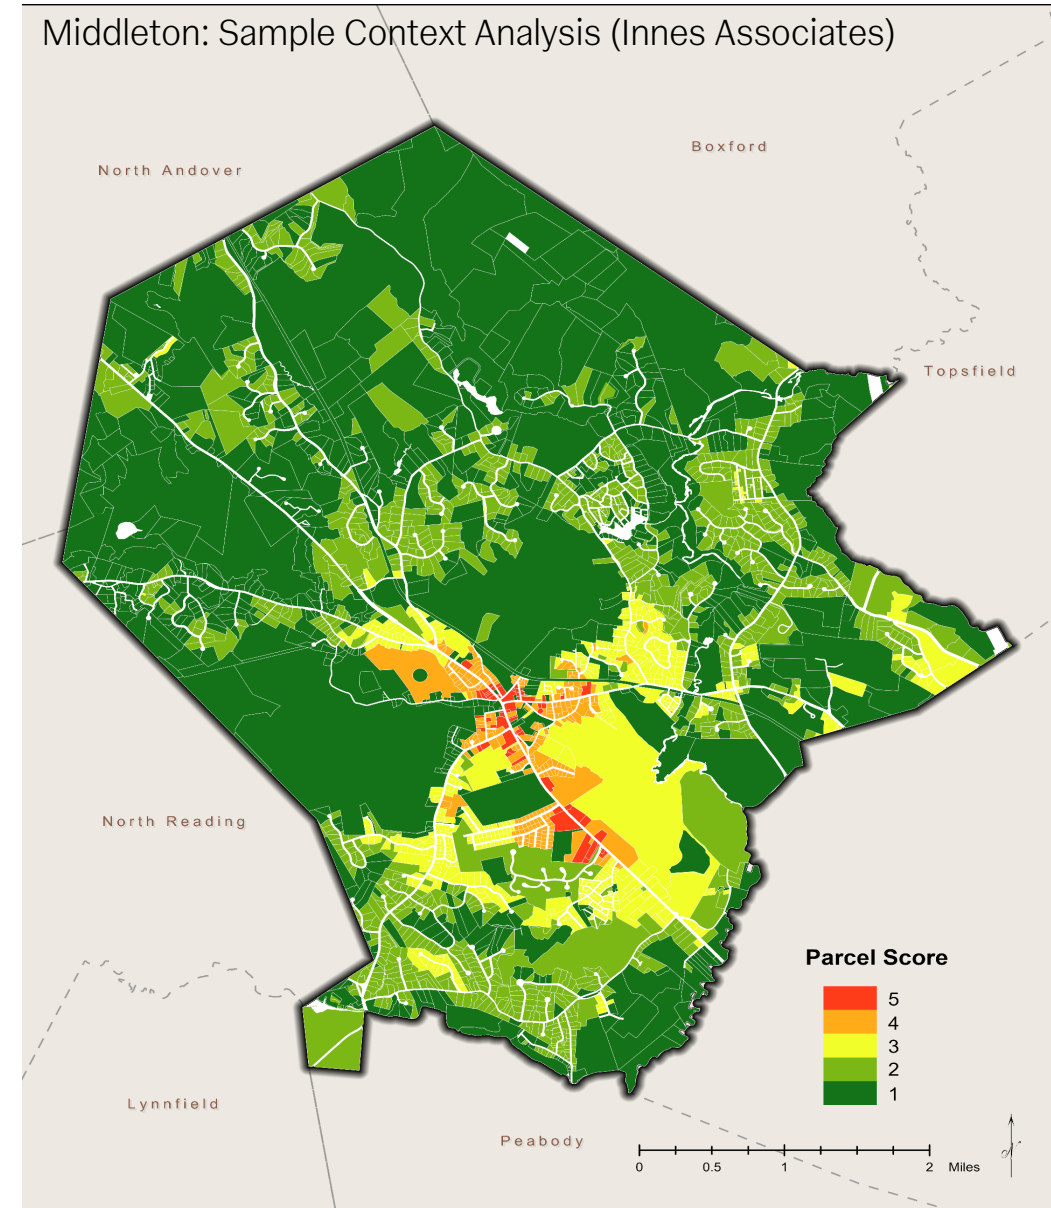 Middleton: Sample Context Analysis (Innes Associates)
Boxford
North Andover
Topsfield
North Reading
Parcel Score
5
4
3
2
1
Lynnfield
Peabody
0 0.5 1 2 Miles